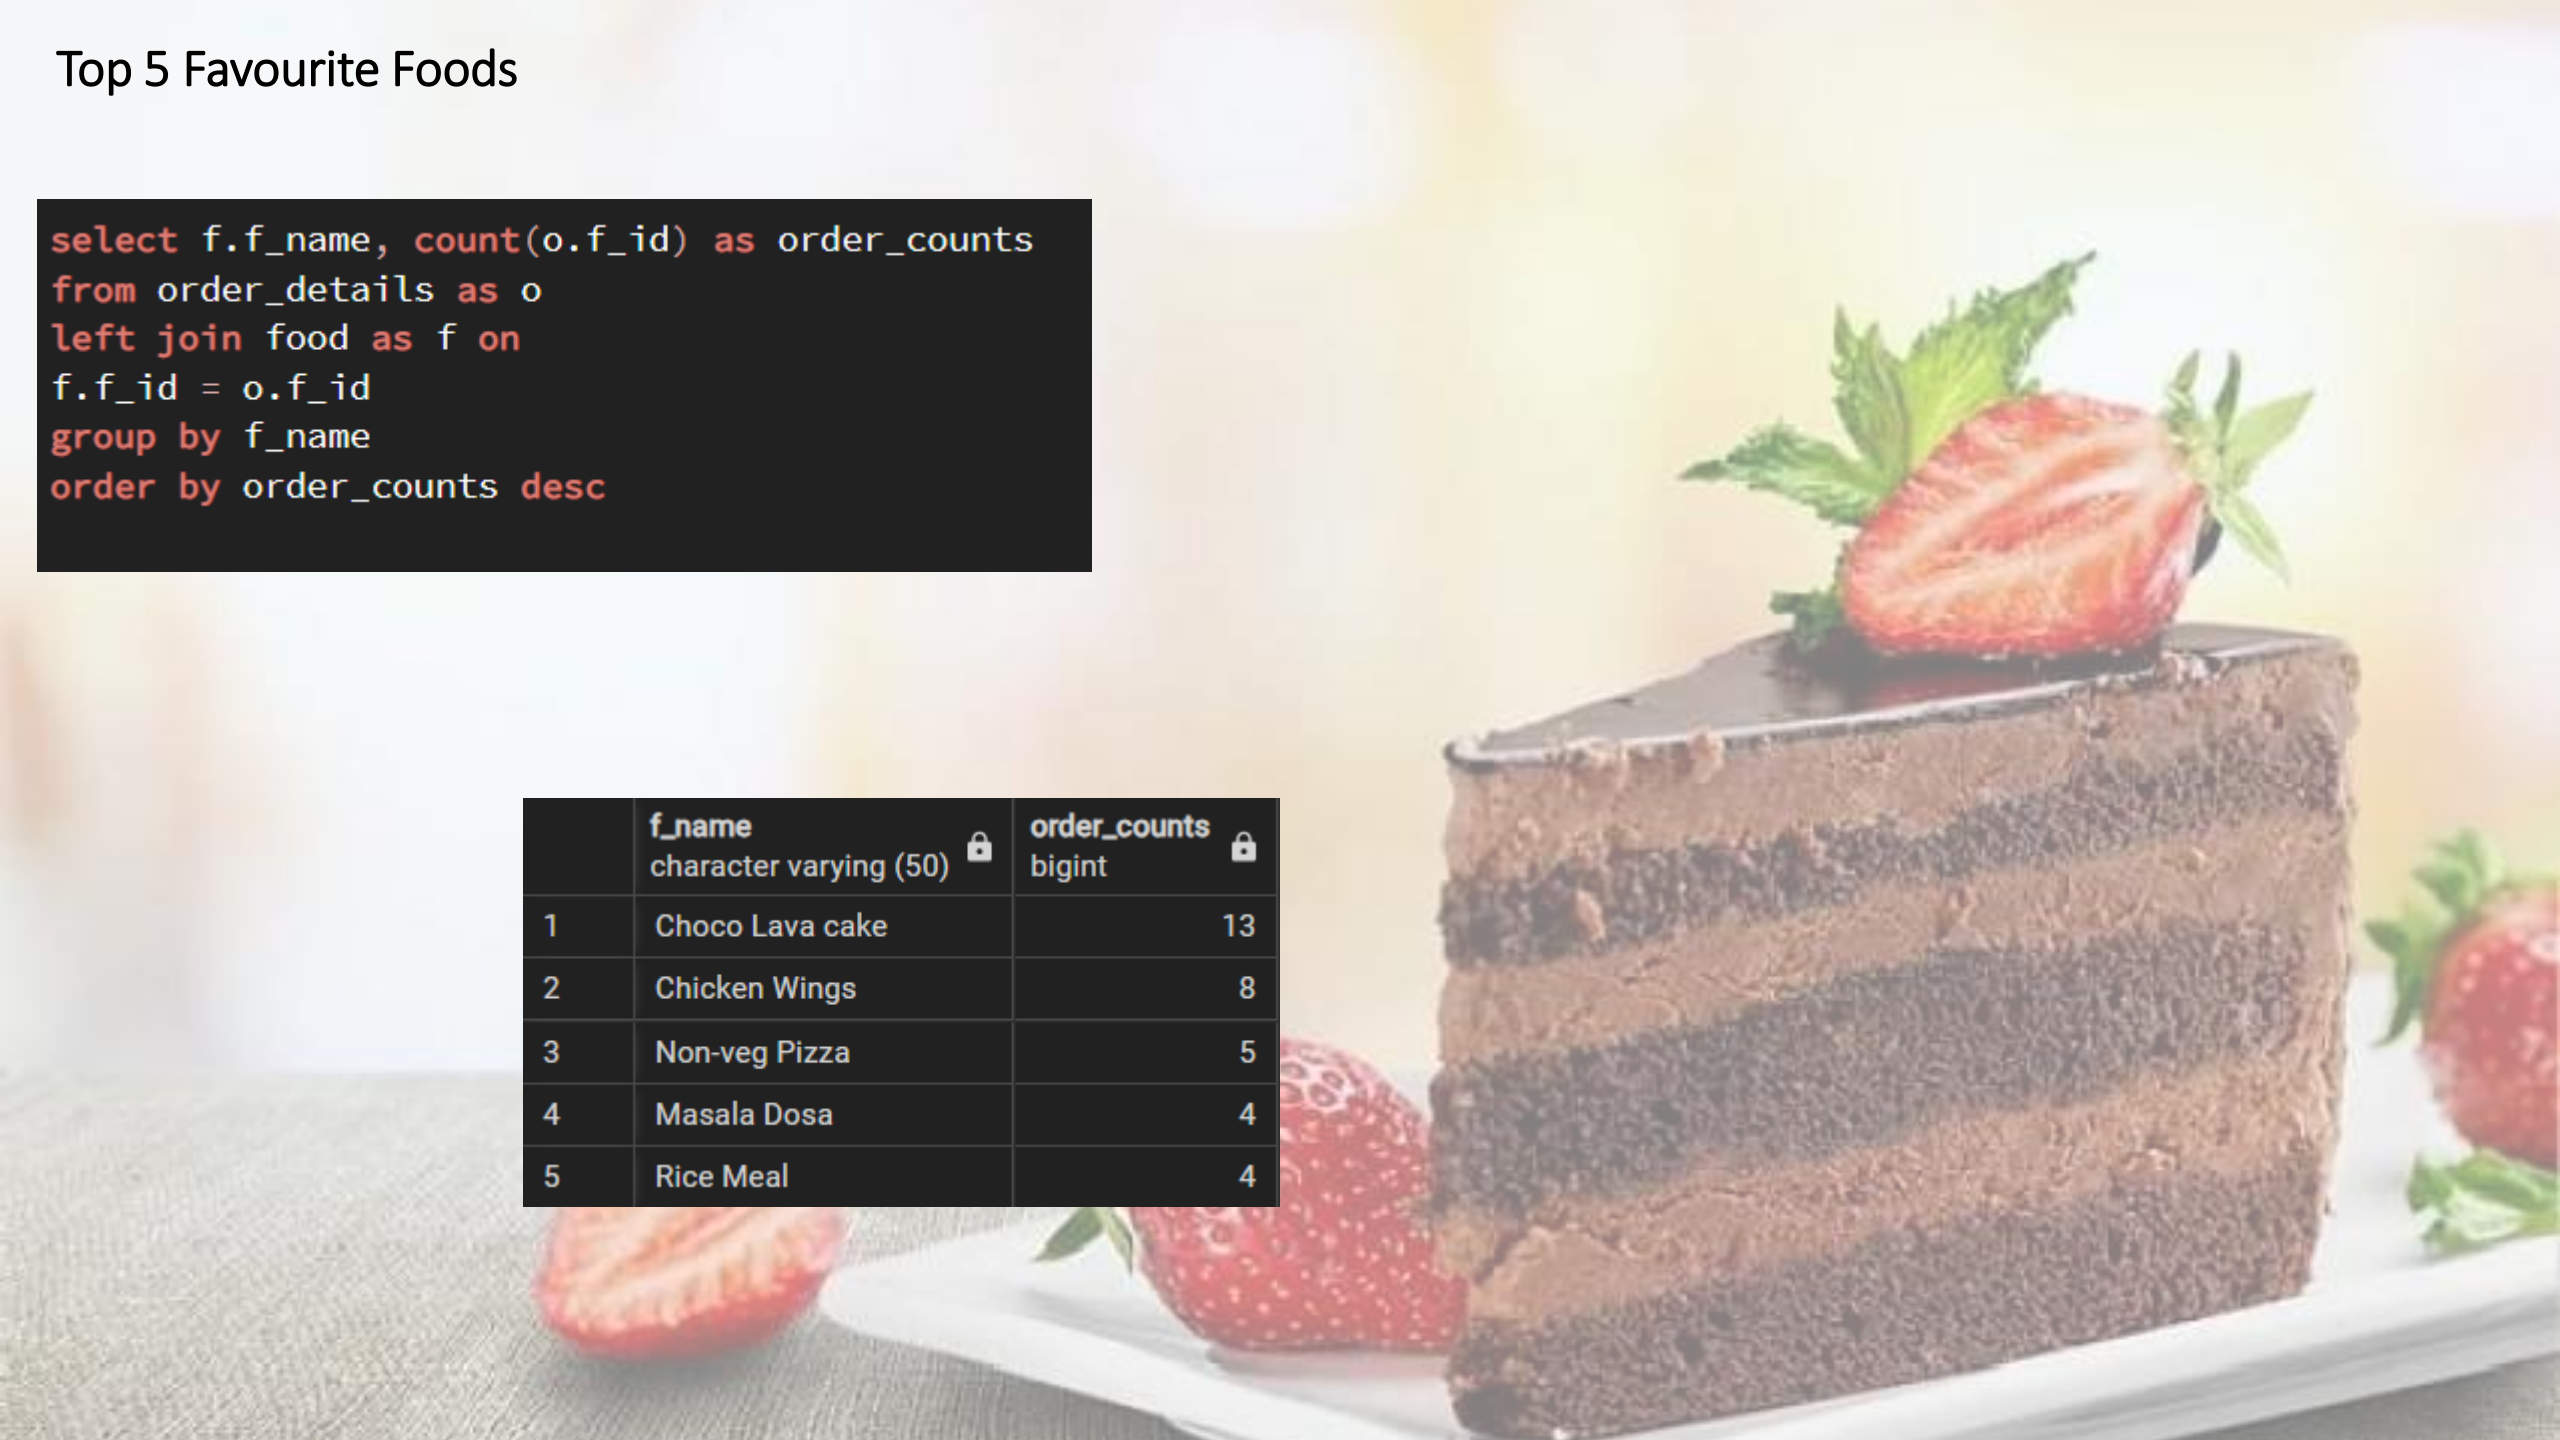 Top 5 Favourite Foods
select f.f_name, count(o.f_id) as order_counts
from order_details as o
left join food as f on
f.f_id = o.f_id
group by f_name
order by order_counts desc
f_name order_counts
character varying (50) bigint
1 Choco Lava cake 13
2 Chicken Wings 8
3 Non-veg Pizza 5
4 Masala Dosa 4
5 Rice Meal 4